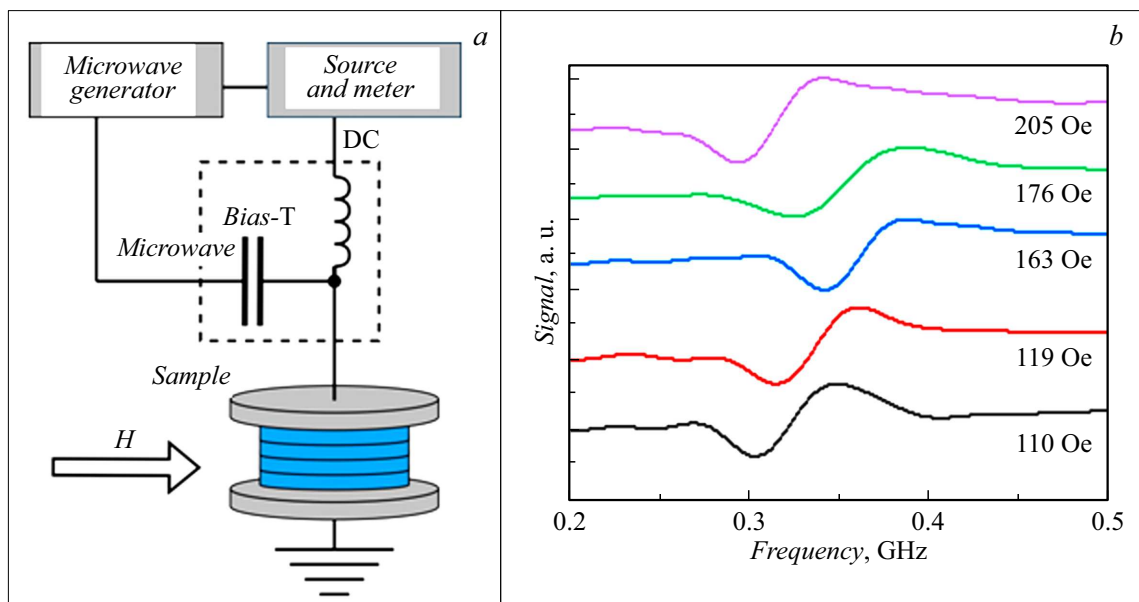 a
Microwave
generator
Source
and meter
DC
Bias-T
Microwave
Sample
H
b
Signal, a. u.
205 Oe
176 Oe
163 Oe
119 Oe
110 Oe
0.2
0.3
0.4
0.5
Frequency, GHz